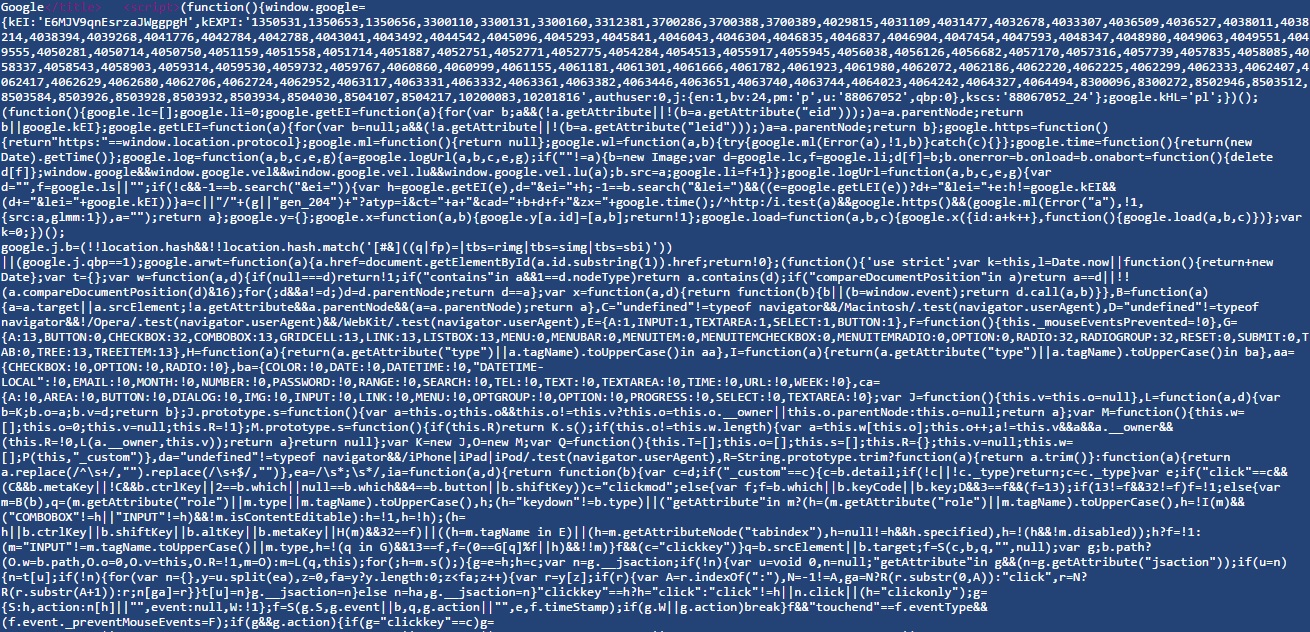 Google</title>   <script>(function(){window.google=
{kEI:'E6MJV9qnEsrzaJWggpgH',kEXPI:'1350531,1350653,1350656,3300110,3300131,3300160,3312381,3700286,3700388,3700389,4029815,4031109,4031477,4032678,4033307,4036509,4036527,4038011,4038
214,4038394,4039268,4041776,4042784,4042788,4043041,4043492,4044542,4045096,4045293,4045841,4046043,4046304,4046835,4046837,4046904,4047454,4047593,4048347,4048980,4049063,4049551,404
9555,4050281,4050714,4050750,4051159,4051558,4051714,4051887,4052751,4052771,4052775,4054284,4054513,4055917,4055945,4056038,4056126,4056682,4057170,4057316,4057739,4057835,4058085,40
58337,4058543,4058903,4059314,4059530,4059732,4059767,4060860,4060999,4061155,4061181,4061301,4061666,4061782,4061923,4061980,4062072,4062186,4062220,4062225,4062299,4062333,4062407,4
062417,4062629,4062680,4062706,4062724,4062952,4063117,4063331,4063332,4063361,4063382,4063446,4063651,4063740,4063744,4064023,4064242,4064327,4064494,8300096,8300272,8502946,8503512,
8503584,8503926,8503928,8503932,8503934,8504030,8504107,8504217,10200083,10201816',authuser:0,j:{en:1,bv:24,pm:'p',u:'88067052',qbp:0},kscs:'88067052_24'};google.kHL='pl';})();
(function(){google.lc=[];google.li=0;google.getEI=function(a){for(var b;a&&(!a.getAttribute||!(b=a.getAttribute("eid")));)a=a.parentNode;return
b||google.kEI};google.getLEI=function(a){for(var b=null;a&&(!a.getAttribute||!(b=a.getAttribute("leid")));)a=a.parentNode;return b};google.https=function()
{return"https:"==window.location.protocol};google.ml=function(){return null};google.wl=function(a,b){try{google.ml(Error(a),!1,b)}catch(c){}};google.time=function(){return(new
Date).getTime()};google.log=function(a,b,c,e,g){a=google.logUrl(a,b,c,e,g);if(""!=a){b=new Image;var d=google.lc,f=google.li;d[f]=b;b.onerror=b.onload=b.onabort=function(){delete
d[f]};window.google&&window.google.vel&&window.google.vel.lu&&window.google.vel.lu(a);b.src=a;google.li=f+1}};google.logUrl=function(a,b,c,e,g){var
d="",f=google.ls||"";if(!c&&-1==b.search("&ei=")){var h=google.getEI(e),d="&ei="+h;-1==b.search("&lei=")&&((e=google.getLEI(e))?d+="&lei="+e:h!=google.kEI&&
(d+="&lei="+google.kEI))}a=c||"/"+(g||"gen_204")+"?atyp=i&ct="+a+"&cad="+b+d+f+"&zx="+google.time();/^http:/i.test(a)&&google.https()&&(google.ml(Error("a"),!1,
{src:a,glmm:1}),a="");return a};google.y={};google.x=function(a,b){google.y[a.id]=[a,b];return!1};google.load=function(a,b,c){google.x({id:a+k++},function(){google.load(a,b,c)})};var
k=0;})();
google.j.b=(!!location.hash&&!!location.hash.match('[#&]((q|fp)=|tbs=rimg|tbs=simg|tbs=sbi)'))
||(google.j.qbp==1);google.arwt=function(a){a.href=document.getElementById(a.id.substring(1)).href;return!0};(function(){'use strict';var k=this,l=Date.now||function(){return+new
Date};var t={};var w=function(a,d){if(null===d)return!1;if("contains"in a&&1==d.nodeType)return a.contains(d);if("compareDocumentPosition"in a)return a==d||!!
(a.compareDocumentPosition(d)&16);for(;d&&a!=d;)d=d.parentNode;return d==a};var x=function(a,d){return function(b){b||(b=window.event);return d.call(a,b)}},B=function(a)
{a=a.target||a.srcElement;!a.getAttribute&&a.parentNode&&(a=a.parentNode);return a},C="undefined"!=typeof navigator&&/Macintosh/.test(navigator.userAgent),D="undefined"!=typeof
navigator&&!/Opera/.test(navigator.userAgent)&&/WebKit/.test(navigator.userAgent),E={A:1,INPUT:1,TEXTAREA:1,SELECT:1,BUTTON:1},F=function(){this._mouseEventsPrevented=!0},G=
{A:13,BUTTON:0,CHECKBOX:32,COMBOBOX:13,GRIDCELL:13,LINK:13,LISTBOX:13,MENU:0,MENUBAR:0,MENUITEM:0,MENUITEMCHECKBOX:0,MENUITEMRADIO:0,OPTION:0,RADIO:32,RADIOGROUP:32,RESET:0,SUBMIT:0,T
AB:0,TREE:13,TREEITEM:13},H=function(a){return(a.getAttribute("type")||a.tagName).toUpperCase()in aa},I=function(a){return(a.getAttribute("type")||a.tagName).toUpperCase()in ba},aa=
{CHECKBOX:!0,OPTION:!0,RADIO:!0},ba={COLOR:!0,DATE:!0,DATETIME:!0,"DATETIME-
LOCAL":!0,EMAIL:!0,MONTH:!0,NUMBER:!0,PASSWORD:!0,RANGE:!0,SEARCH:!0,TEL:!0,TEXT:!0,TEXTAREA:!0,TIME:!0,URL:!0,WEEK:!0},ca=
{A:!0,AREA:!0,BUTTON:!0,DIALOG:!0,IMG:!0,INPUT:!0,LINK:!0,MENU:!0,OPTGROUP:!0,OPTION:!0,PROGRESS:!0,SELECT:!0,TEXTAREA:!0};var J=function(){this.v=this.o=null},L=function(a,d){var
b=K;b.o=a;b.v=d;return b};J.prototype.s=function(){var a=this.o;this.o&&this.o!=this.v?this.o=this.o.__owner||this.o.parentNode:this.o=null;return a};var M=function(){this.w=
[];this.o=0;this.v=null;this.R=!1};M.prototype.s=function(){if(this.R)return K.s();if(this.o!=this.w.length){var a=this.w[this.o];this.o++;a!=this.v&&a&&a.__owner&&
(this.R=!0,L(a.__owner,this.v));return a}return null};var K=new J,O=new M;var Q=function(){this.T=[];this.o=[];this.s=[];this.R={};this.v=null;this.w=
[];P(this,"_custom")},da="undefined"!=typeof navigator&&/iPhone|iPad|iPod/.test(navigator.userAgent),R=String.prototype.trim?function(a){return a.trim()}:function(a){return
a.replace(/^\s+/,"").replace(/\s+$/,"")},ea=/\s*;\s*/,ia=function(a,d){return function(b){var c=d;if("_custom"==c){c=b.detail;if(!c||!c._type)return;c=c._type}var e;if("click"==c&&
(C&&b.metaKey||!C&&b.ctrlKey||2==b.which||null==b.which&&4==b.button||b.shiftKey))c="clickmod";else{var f;f=b.which||b.keyCode||b.key;D&&3==f&&(f=13);if(13!=f&&32!=f)f=!1;else{var
m=B(b),q=(m.getAttribute("role")||m.type||m.tagName).toUpperCase(),h;(h="keydown"!=b.type)||("getAttribute"in m?(h=(m.getAttribute("role")||m.tagName).toUpperCase(),h=!I(m)&&
("COMBOBOX"!=h||"INPUT"!=h)&&!m.isContentEditable):h=!1,h=!h);(h=
h||b.ctrlKey||b.shiftKey||b.altKey||b.metaKey||H(m)&&32==f)||((h=m.tagName in E)||(h=m.getAttributeNode("tabindex"),h=null!=h&&h.specified),h=!(h&&!m.disabled));h?f=!1:
(m="INPUT"!=m.tagName.toUpperCase()||m.type,h=!(q in G)&&13==f,f=(0==G[q]%f||h)&&!!m)}f&&(c="clickkey")}q=b.srcElement||b.target;f=S(c,b,q,"",null);var g;b.path?
(O.w=b.path,O.o=0,O.v=this,O.R=!1,m=O):m=L(q,this);for(;h=m.s();){g=e=h;h=c;var n=g.__jsaction;if(!n){var u=void 0,n=null;"getAttribute"in g&&(n=g.getAttribute("jsaction"));if(u=n)
{n=t[u];if(!n){for(var n={},y=u.split(ea),z=0,fa=y?y.length:0;z<fa;z++){var r=y[z];if(r){var A=r.indexOf(":"),N=-1!=A,ga=N?R(r.substr(0,A)):"click",r=N?
R(r.substr(A+1)):r;n[ga]=r}}t[u]=n}g.__jsaction=n}else n=ha,g.__jsaction=n}"clickkey"==h?h="click":"click"!=h||n.click||(h="clickonly");g=
{S:h,action:n[h]||"",event:null,W:!1};f=S(g.S,g.event||b,q,g.action||"",e,f.timeStamp);if(g.W||g.action)break}f&&"touchend"==f.eventType&&
(f.event._preventMouseEvents=F);if(g&&g.action){if(g="clickkey"==c)g=